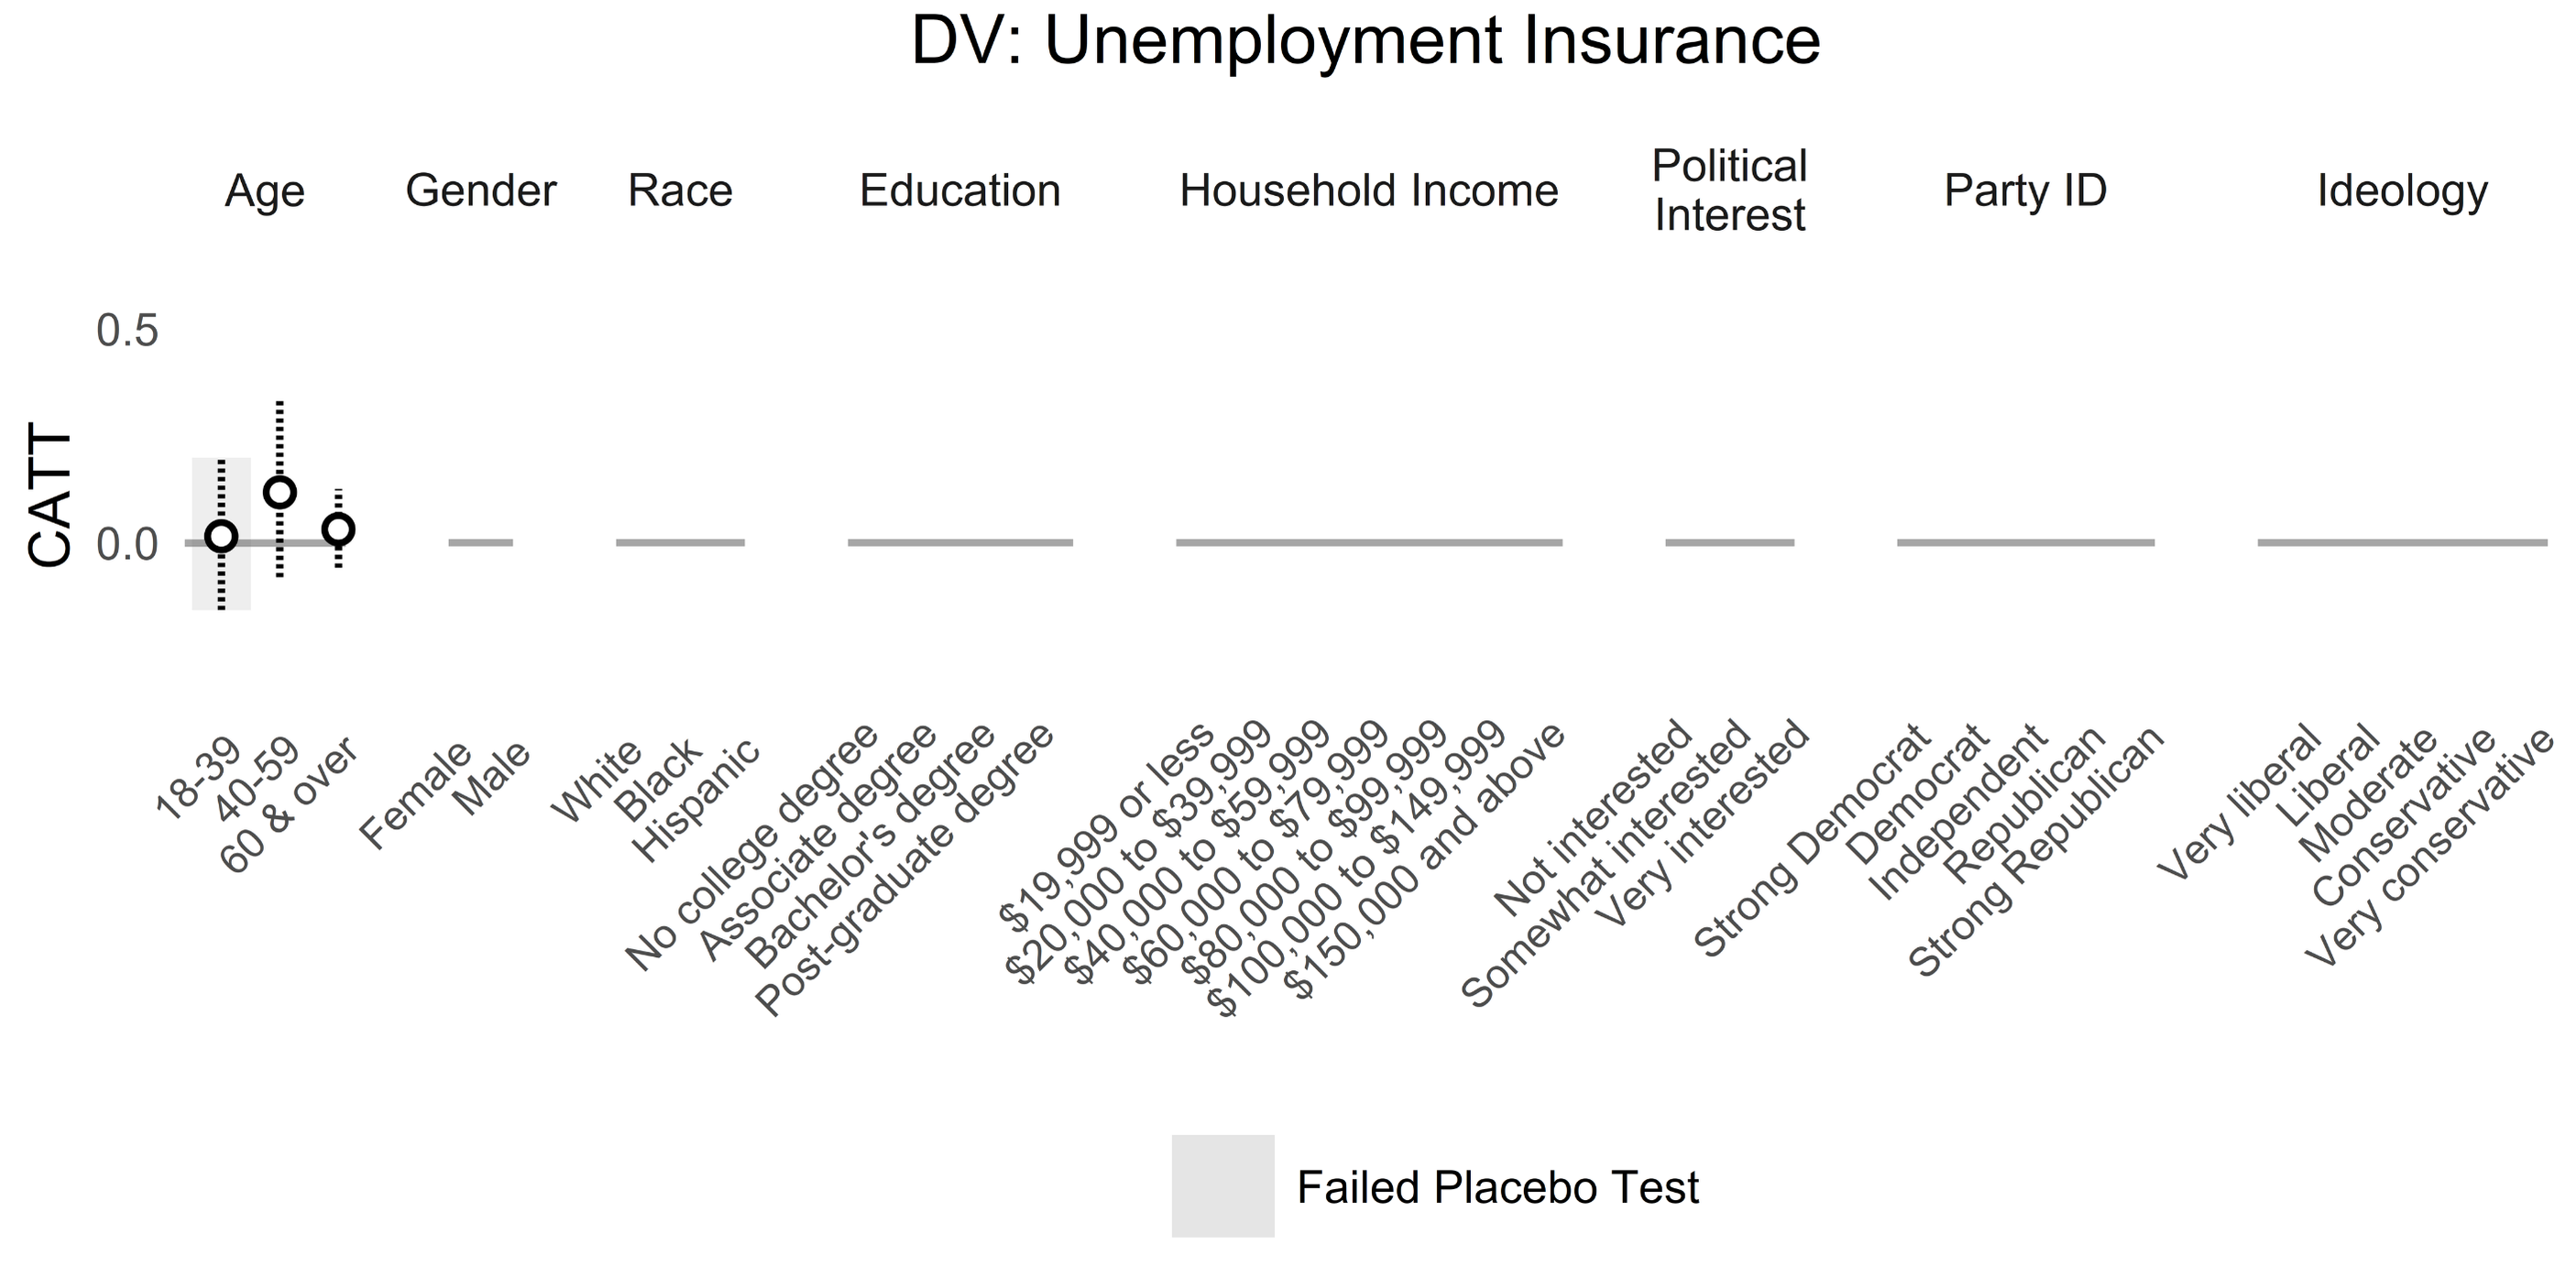 DV: Unemployment Insurance
Age
Gender
Race
Education
Household Income
Political
Interest
Party ID
Ideology
0.5
0.0
CATT
18-39
40-59
60 & over
Female
Male
White
Black
Hispanic
No college degree
Associate degree
Bachelor's degree
Post-graduate degree
$19,999 or less
$20,000 to $39,999
$40,000 to $59,999
$60,000 to $79,999
$80,000 to $99,999
$100,000 to $149,999
$150,000 and above
Not interested
Somewhat interested
Very interested
Strong Democrat
Democrat
Independent
Republican
Strong Republican
Very liberal
Liberal
Moderate
Conservative
Very conservative
Failed Placebo Test